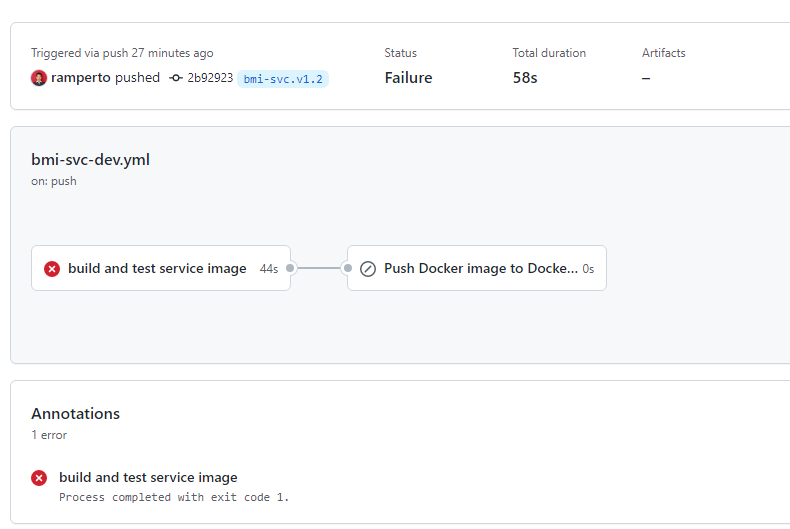 Triggered via push 27 minutes ago
Status
Total duration
Artifacts
ramperto pushed 2b92923 bmi-svc.v1.2
Failure
58s
–
bmi-svc-dev.yml
on: push
build and test service image 44s
Push Docker image to Docke... 0s
Annotations
1 error
build and test service image
Process completed with exit code 1.